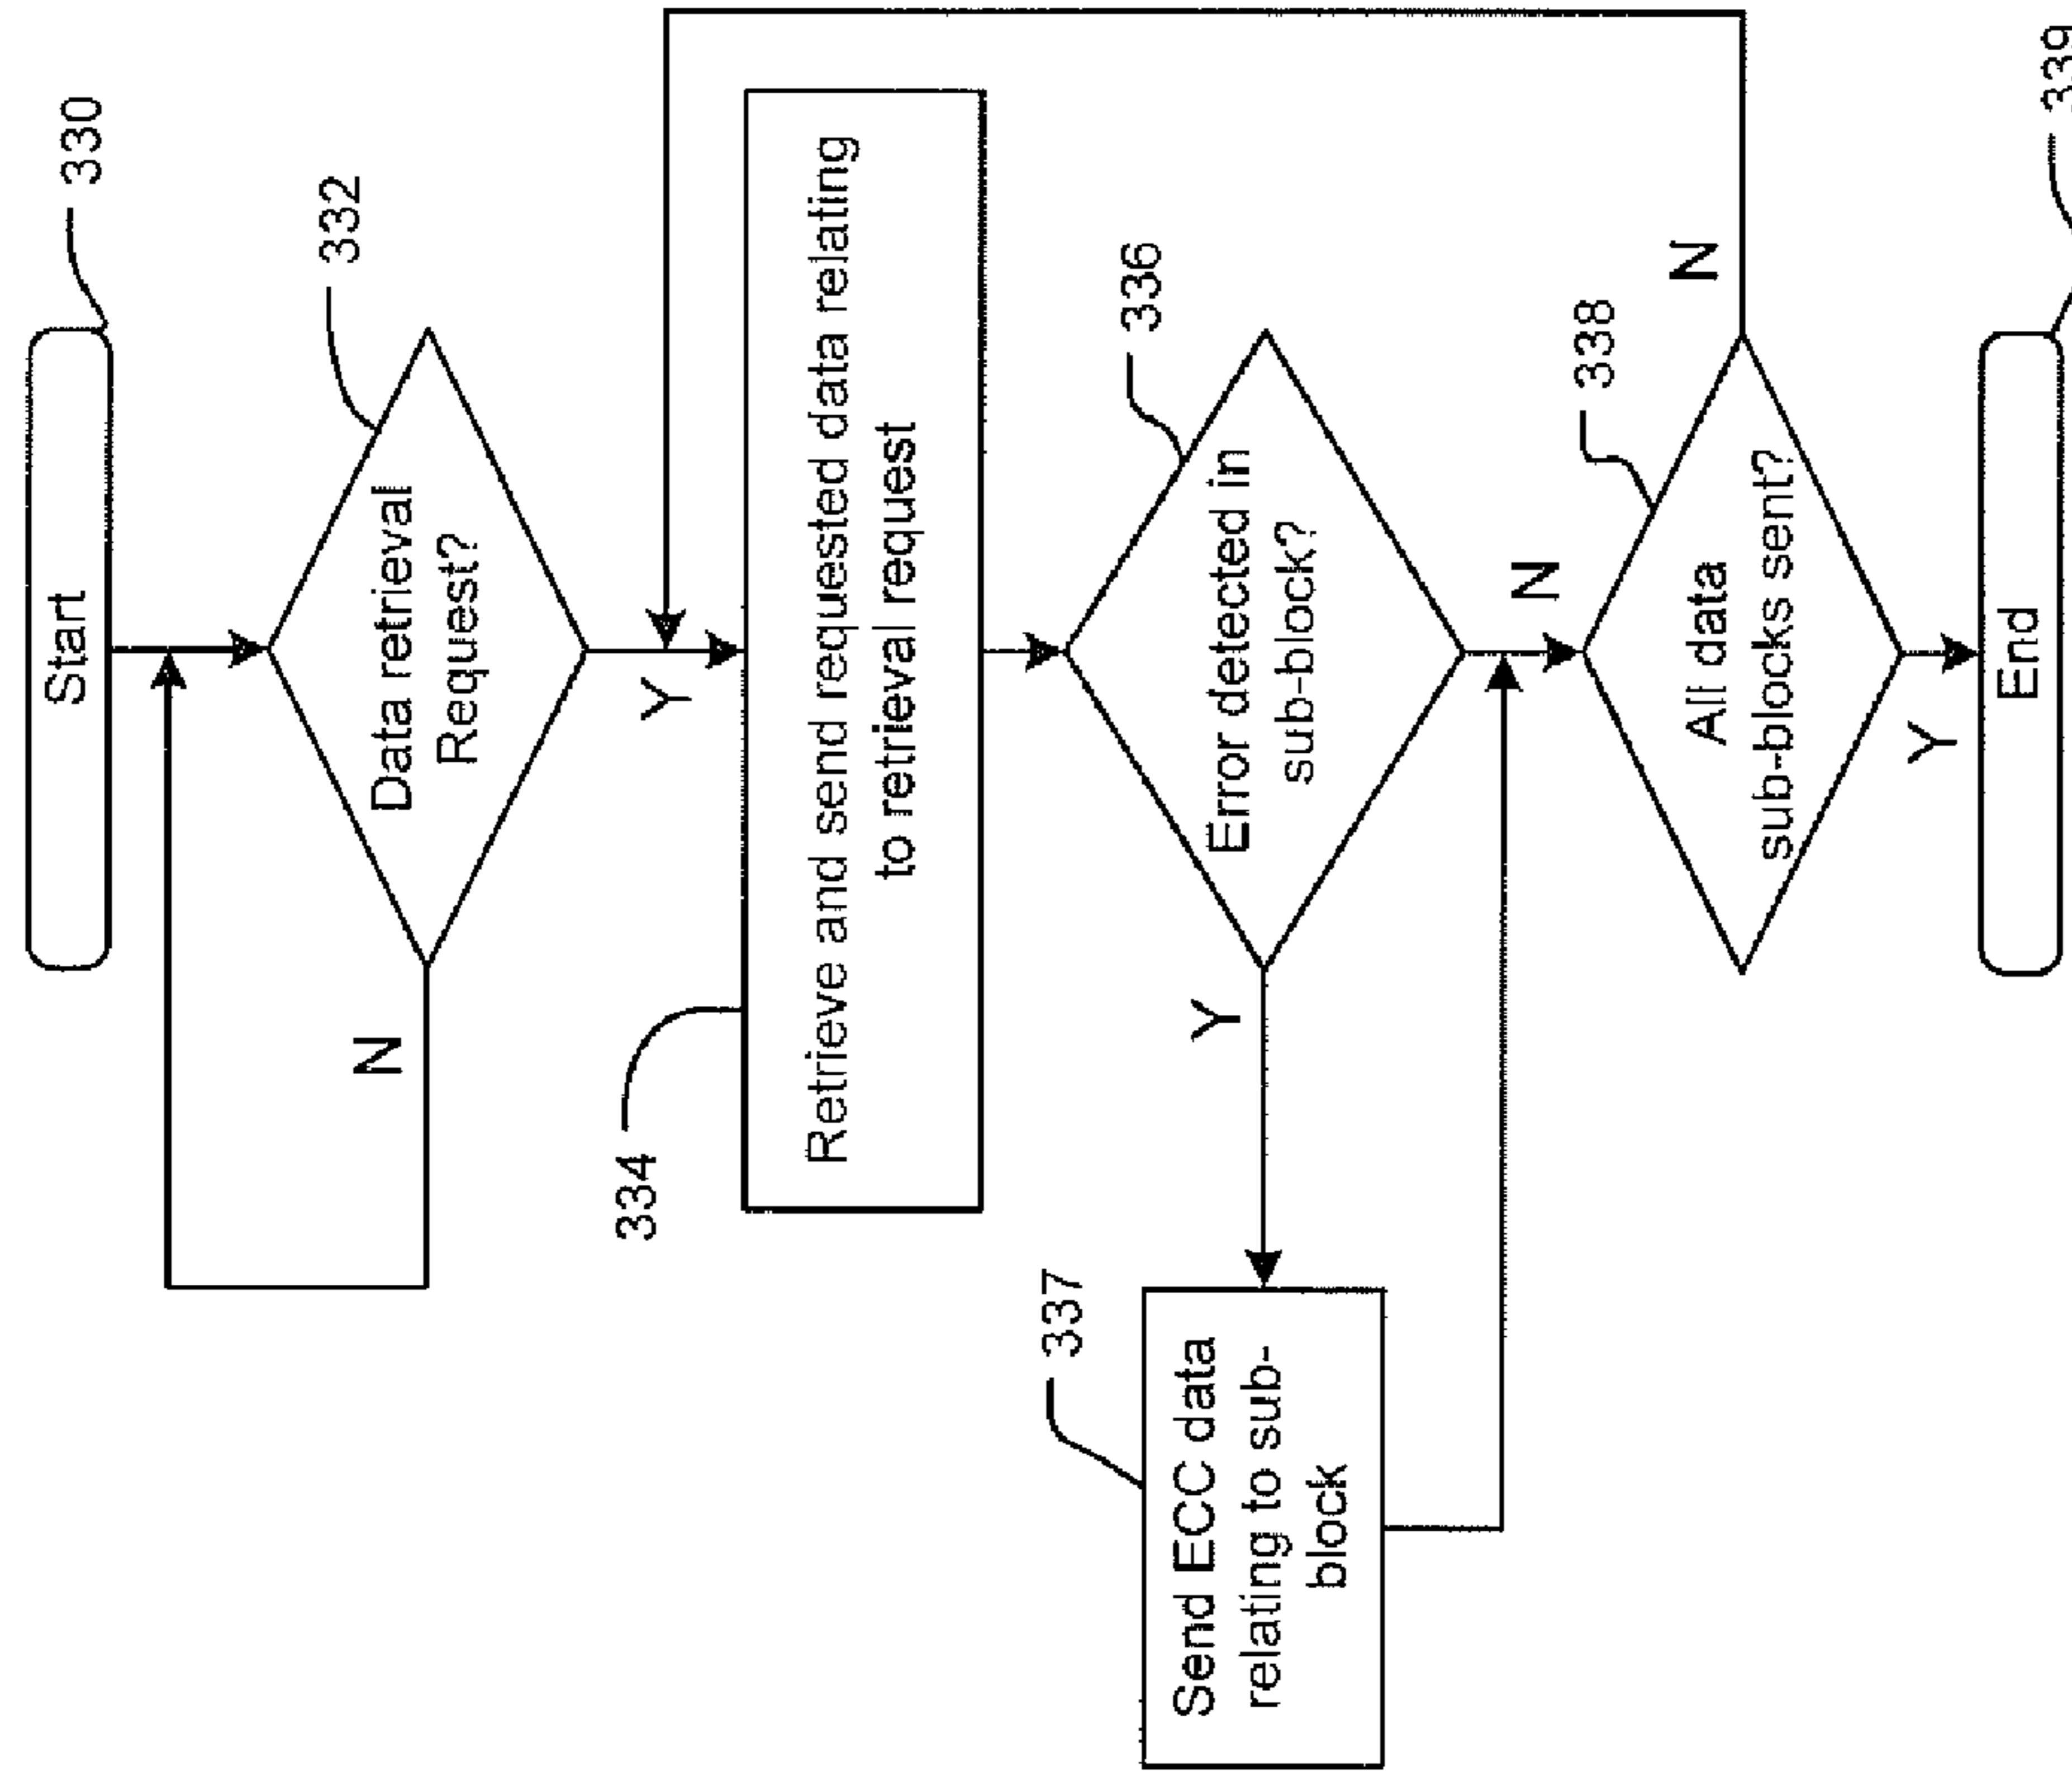 Start
330
Data retrieval
Request?
332
N
Y
334
Retrieve and send requested data relating
to retrieval request
Error detected in
sub-block?
336
Y
N
337
Send ECC data
relating to sub-
block
All data
sub-blocks sent?
338
N
Y
End
339